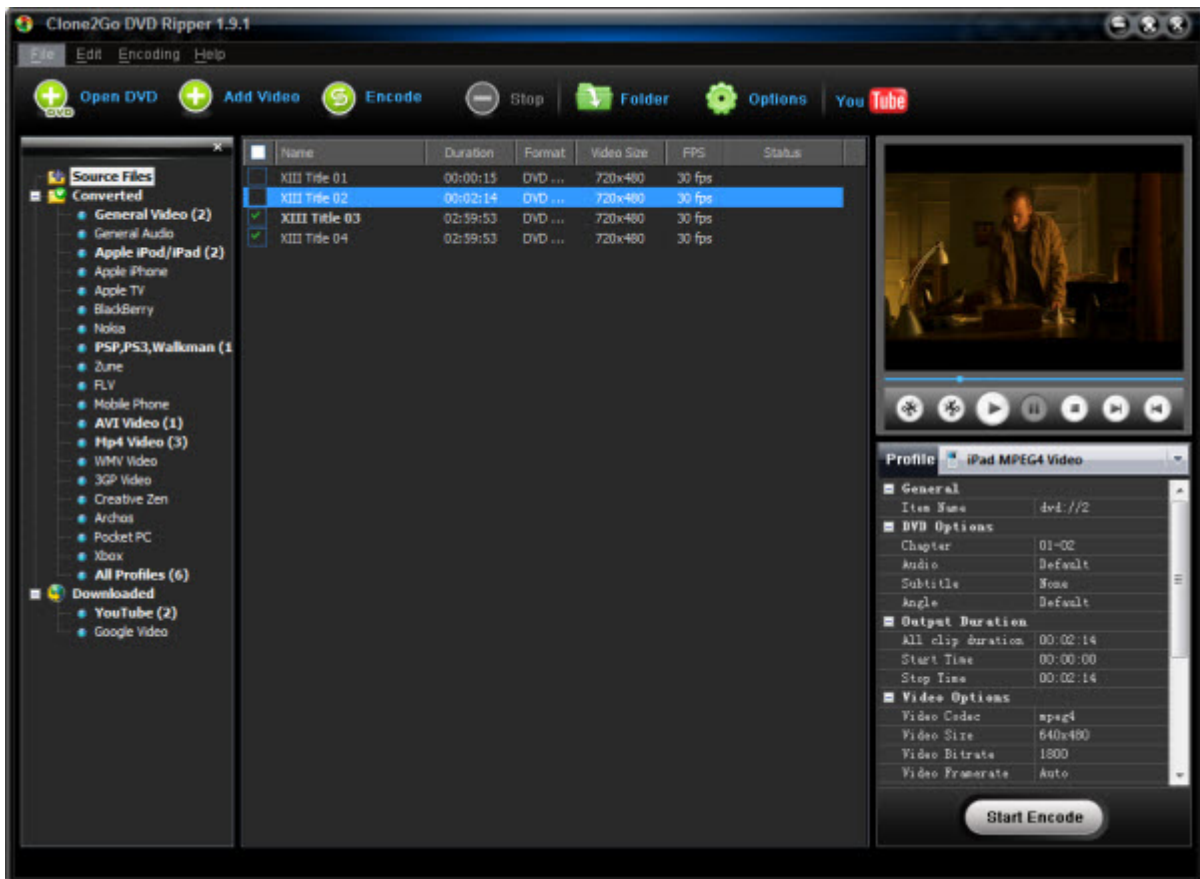 Clone2Go DVD Ripper 1.9.1
File Edit Encoding Help
DVD Open DVD Add Video Encode Stop Folder Options You Tube
Source Files
Converted
General Video (2)
General Audio
Apple iPod/iPad (2)
Apple iPhone
Apple TV
BlackBerry
Nokia
PSP,PS3,Walkman (1
Zune
FLV
Mobile Phone
AVI Video (1)
Mp4 Video (3)
WMV Video
3GP Video
Creative Zen
Archos
Pocket PC
Xbox
All Profiles (6)
Downloaded
YouTube (2)
Google Video
Name Duration Format Video Size FPS Status
XIII Title 01 00:00:15 DVD ... 720x480 30 fps
XIII Title 02 00:02:14 DVD ... 720x480 30 fps
XIII Title 03 02:59:53 DVD ... 720x480 30 fps
XIII Title 04 02:59:53 DVD ... 720x480 30 fps
Profile iPad MPEG4 Video
General
Item Name dvd://2
DVD Options
Chapter 01-02
Audio Default
Subtitle None
Angle Default
Output Duration
All clip duration 00:02:14
Start Time 00:00:00
Stop Time 00:02:14
Video Options
Video Codec mpeg4
Video Size 640x480
Video Bitrate 1800
Video Framerate Auto
Start Encode